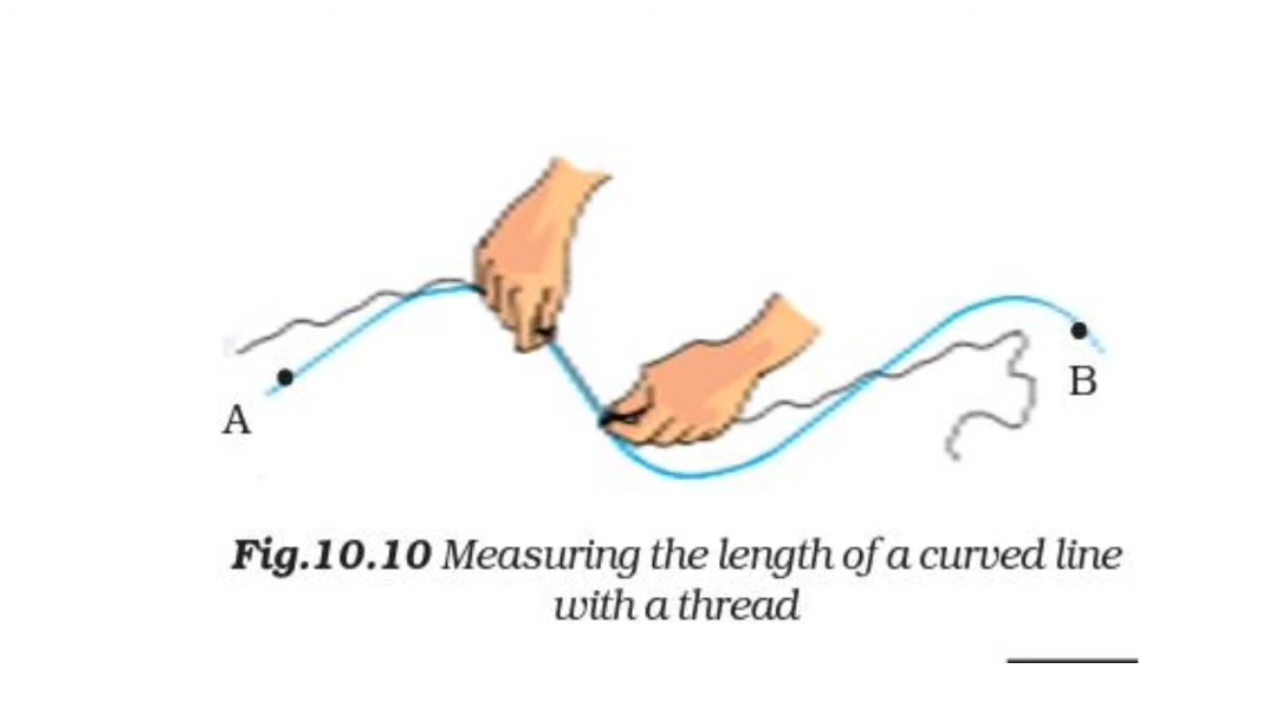 A
B
Fig.10.10 Measuring the length of a curved line
with a thread